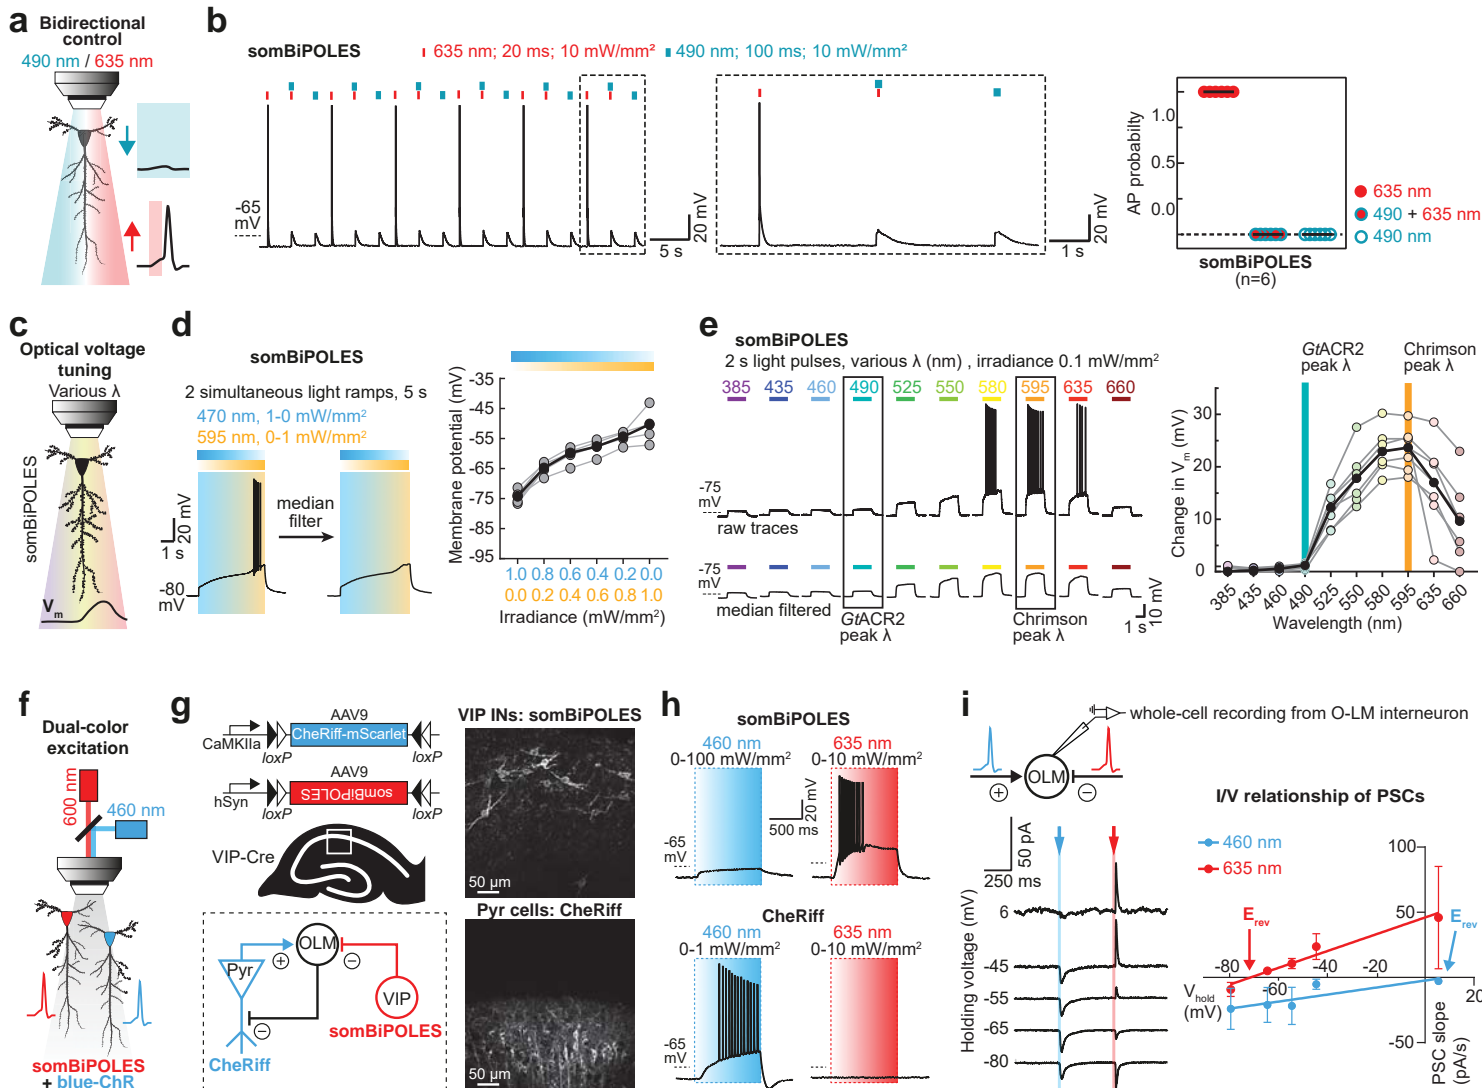 a
Bidirectional
control
490 nm / 635 nm
b
somBiPOLES
635 nm; 20 ms; 10 mW/mm²
490 nm; 100 ms; 10 mW/mm²
-65
mV
20 mV
5 s
20 mV
1 s
AP probability
1.0
0.5
0.0
somBiPOLES
(n=6)
635 nm
490 + 635 nm
490 nm
c
Optical voltage
tuning
Various λ
somBiPOLES
Vm
d
somBiPOLES
2 simultaneous light ramps, 5 s
470 nm, 1-0 mW/mm²
595 nm, 0-1 mW/mm²
20 mV
1 s
median
filter
-80
mV
Membrane potential (mV)
-35
-45
-55
-65
-75
-85
-95
1.0 0.8 0.6 0.4 0.2 0.0
0.0 0.2 0.4 0.6 0.8 1.0
Irradiance (mW/mm²)
e
somBiPOLES
2 s light pulses, various λ (nm) , irradiance 0.1 mW/mm²
385 435 460 490 525 550 580 595 635 660
-75
mV
raw traces
-75
mV
median filtered
GtACR2
peak λ
Chrimson
peak λ
1 s
10 mV
GtACR2
peak λ
Chrimson
peak λ
Change in Vm (mV)
30
20
10
0
385 435 460 490 525 550 580 595 635 660
Wavelength (nm)
f
Dual-color
excitation
600 nm
460 nm
somBiPOLES
+ blue-ChR
g
AAV9
CaMKIIa
CheRiff-mScarlet
loxP
loxP
AAV9
hSyn
somBiPOLES
loxP
loxP
VIP-Cre
Pyr
OLM
VIP
+
−
−
somBiPOLES
CheRiff
VIP INs: somBiPOLES
50 µm
Pyr cells: CheRiff
50 µm
h
somBiPOLES
460 nm
0-100 mW/mm²
635 nm
0-10 mW/mm²
20 mV
500 ms
-65
mV
CheRiff
460 nm
0-1 mW/mm²
635 nm
0-10 mW/mm²
-65
mV
i
whole-cell recording from O-LM interneuron
OLM
+
−
50 pA
250 ms
Holding voltage (mV)
6
-45
-55
-65
-80
I/V relationship of PSCs
460 nm
635 nm
Erev
Erev
100
50
-50
-80
-60
-40
-20
20
Vhold
(mV)
PSC slope
(pA/s)